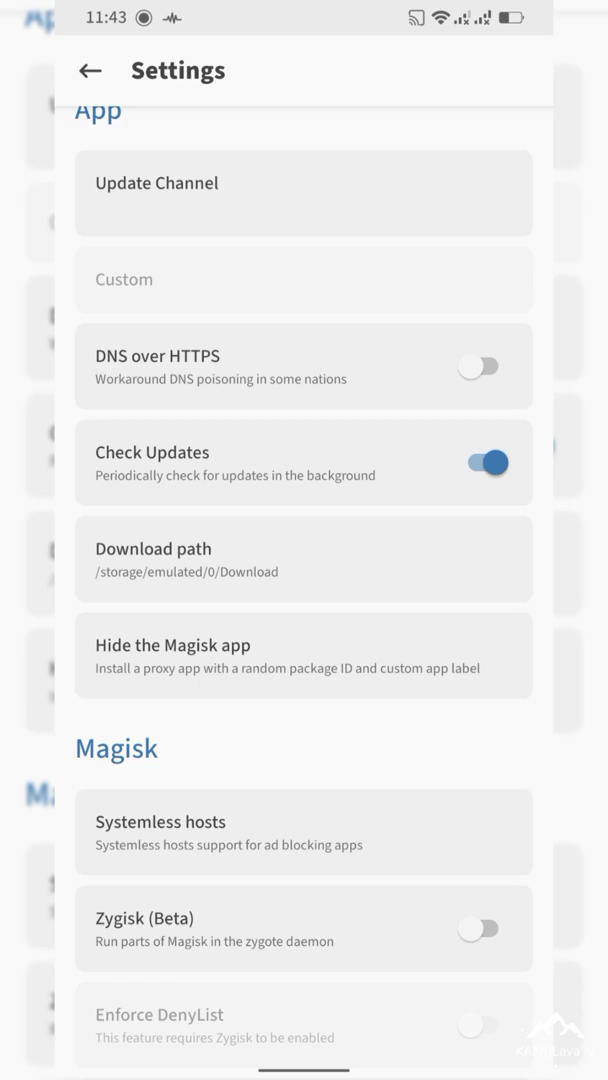 11:43
Settings
App
Update Channel
Custom
DNS over HTTPS
Workaround DNS poisoning in some nations
Check Updates
Periodically check for updates in the background
Download path
/storage/emulated/0/Download
Hide the Magisk app
Install a proxy app with a random package ID and custom app label
Magisk
Systemless hosts
Systemless hosts support for ad blocking apps
Zygisk (Beta)
Run parts of Magisk in the zygote daemon
Enforce DenyList
This feature requires Zygisk to be enabled